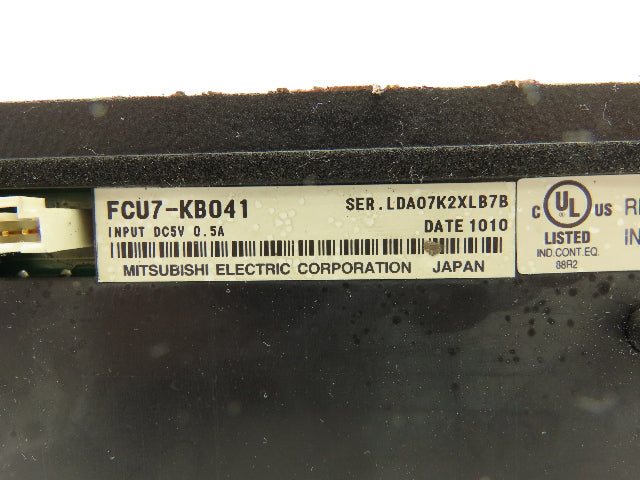 FCU7-KB041 SER.LDA07K2XLB7B
INPUT DC5V 0.5A DATE 1010
MITSUBISHI ELECTRIC CORPORATION JAPAN
C UL US
LISTED
IND.CONT.EQ.
88R2